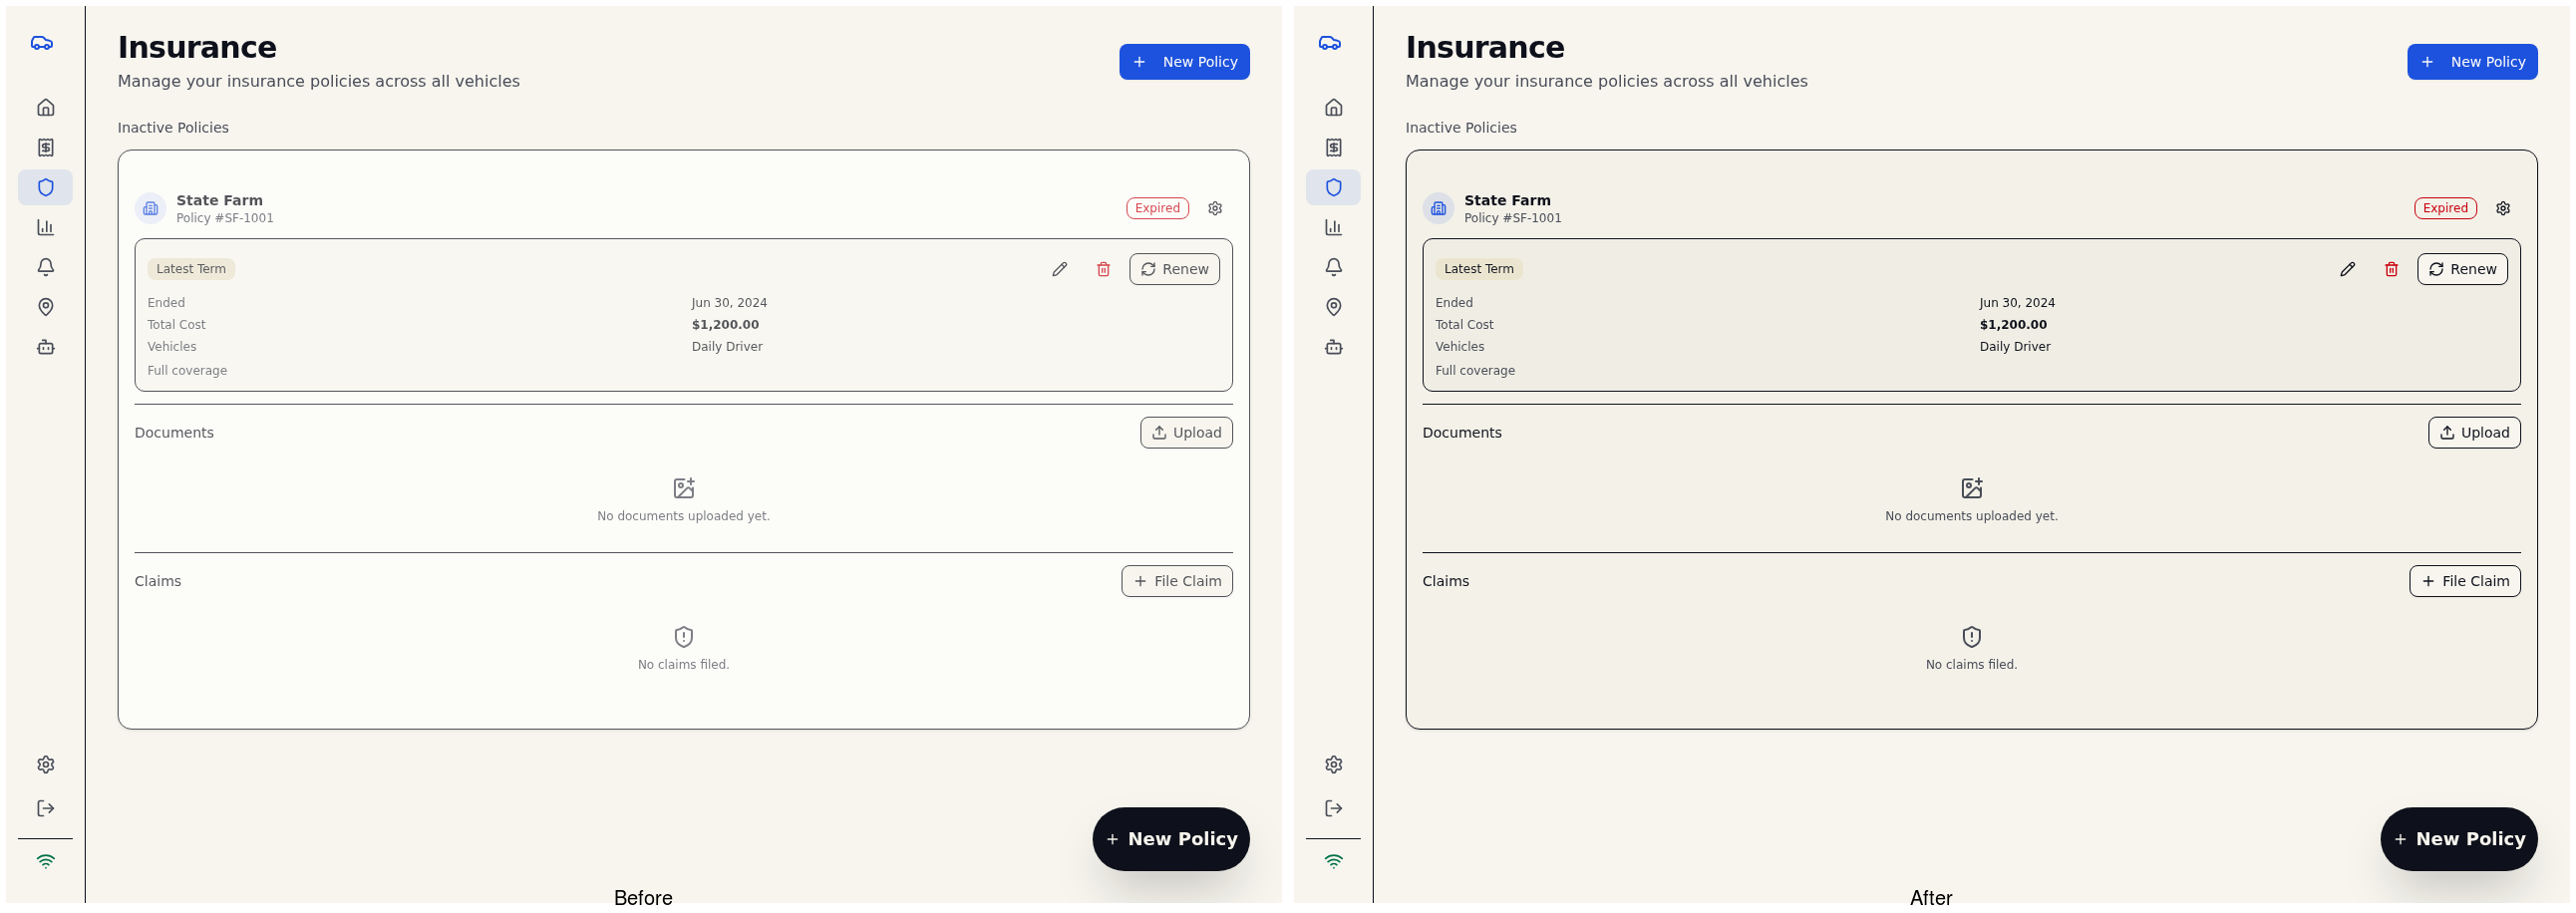 Insurance
Manage your insurance policies across all vehicles
New Policy
Inactive Policies
State Farm
Policy #SF-1001
Expired
Latest Term
Renew
Ended
Jun 30, 2024
Total Cost
$1,200.00
Vehicles
Daily Driver
Full coverage
Documents
Upload
No documents uploaded yet.
Claims
File Claim
No claims filed.
New Policy
Before
Insurance
Manage your insurance policies across all vehicles
New Policy
Inactive Policies
State Farm
Policy #SF-1001
Expired
Latest Term
Renew
Ended
Jun 30, 2024
Total Cost
$1,200.00
Vehicles
Daily Driver
Full coverage
Documents
Upload
No documents uploaded yet.
Claims
File Claim
No claims filed.
New Policy
After